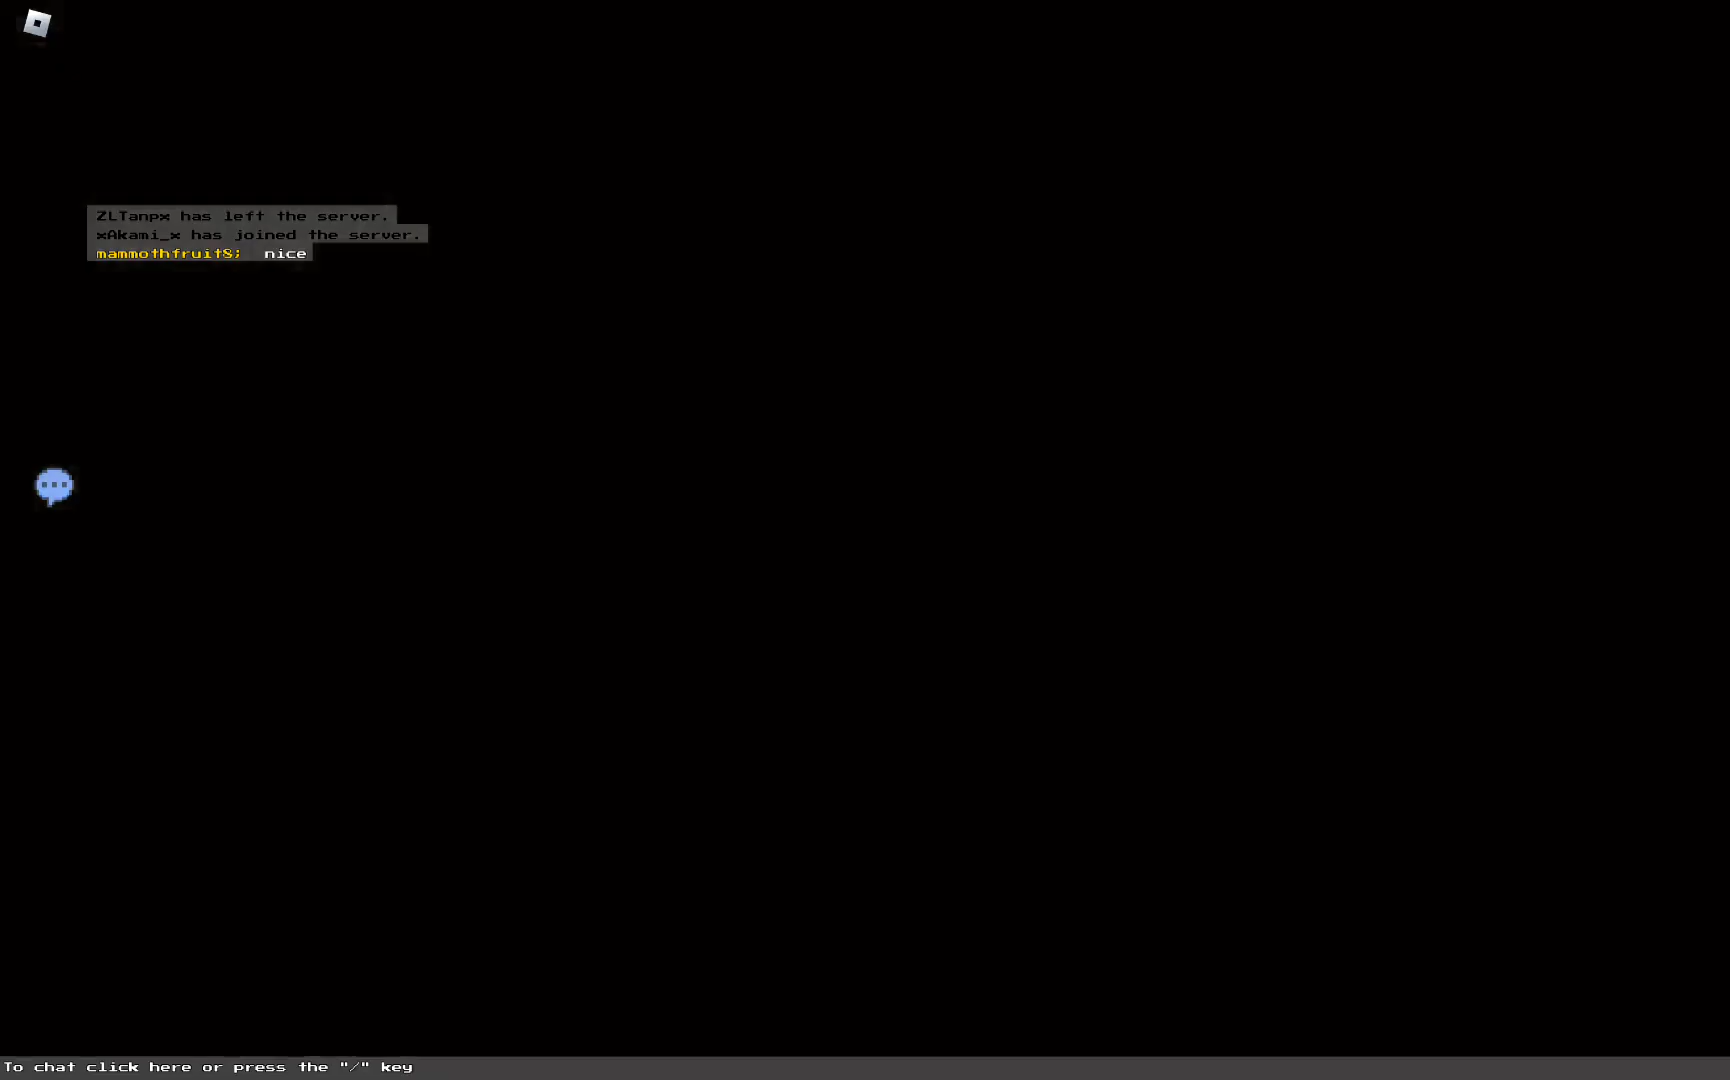 ZLTanpx has left the server.
xAkami_x has joined the server.
mammothfruit8; nice
To chat click here or press the "/" key